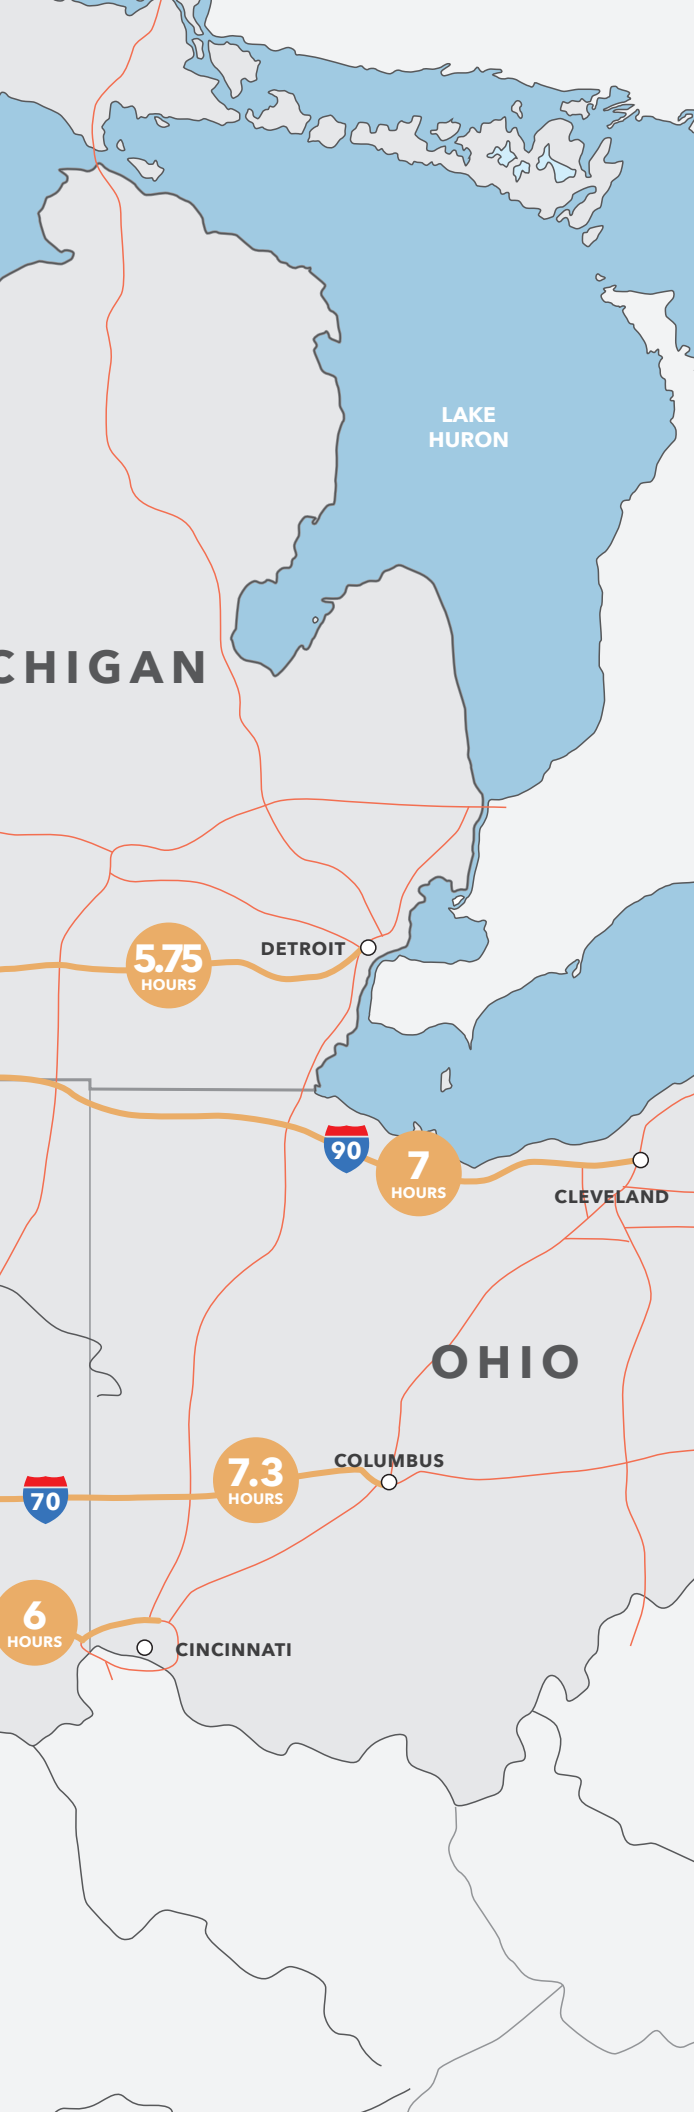 LAKE
HURON
CHIGAN
DETROIT
5.75
HOURS
90
7
HOURS
CLEVELAND
OHIO
COLUMBUS
7.3
HOURS
70
6
HOURS
CINCINNATI